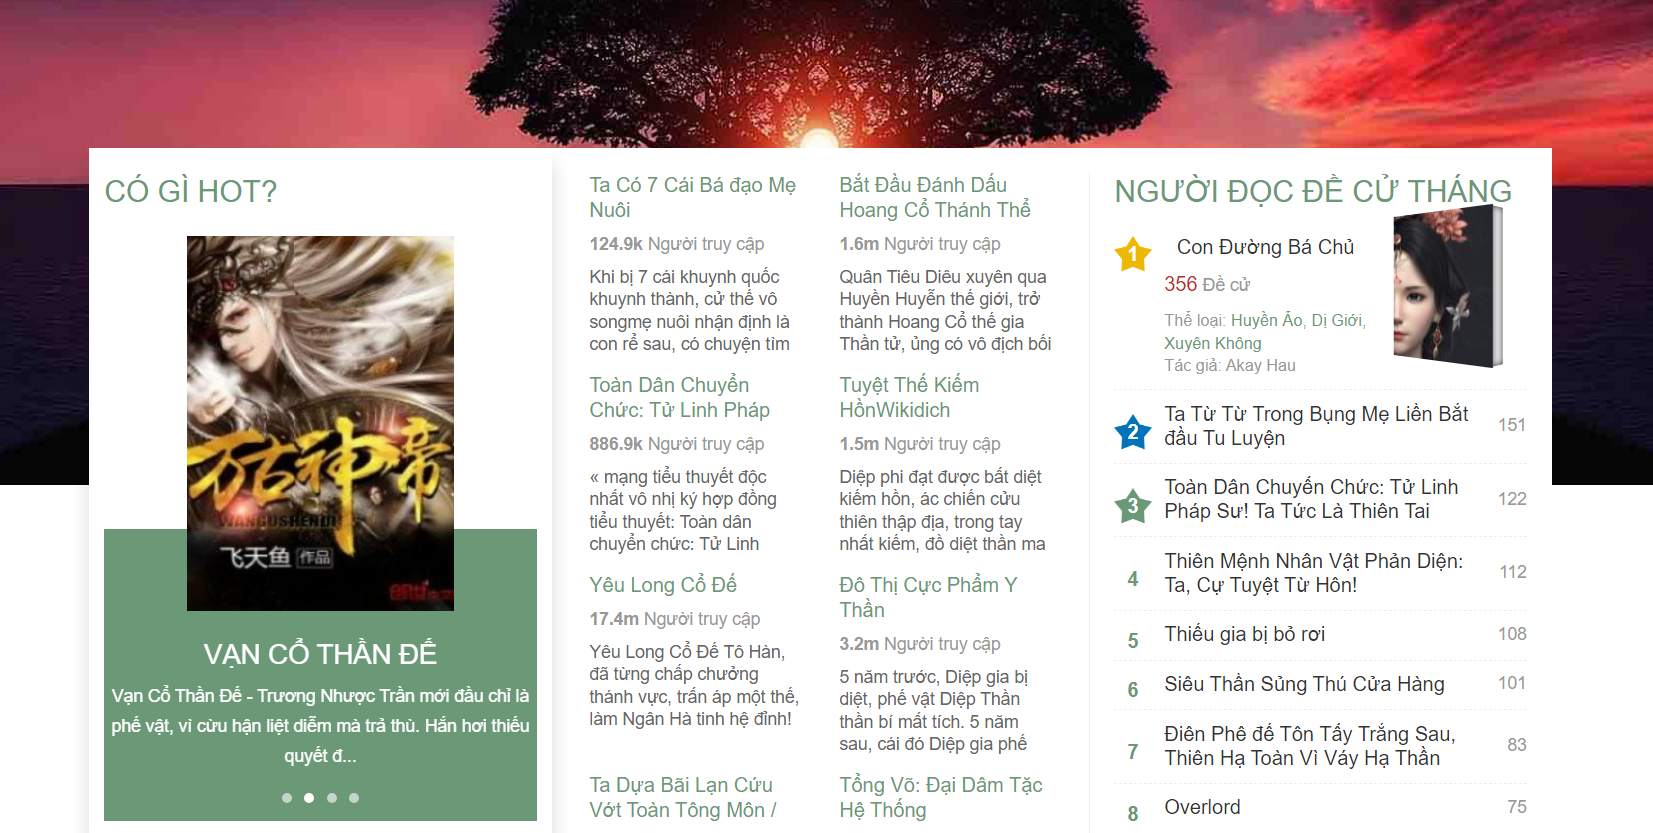 CÓ GÌ HOT?
万古神帝
WANGUSHENDI
飞天鱼 作品
VẠN CỔ THẦN ĐẾ
Vạn Cổ Thần Đế - Trương Nhược Trần mới đầu chỉ là
phế vật, vì cừu hận liệt diễm mà trả thù. Hắn hơi thiếu
quyết đ...
Ta Có 7 Cái Bá đạo Mẹ
Nuôi
124.9k Người truy cập
Khi bị 7 cái khuynh quốc
khuynh thành, cử thế vô
songmẹ nuôi nhận định là
con rể sau, có chuyện tìm
Toàn Dân Chuyển
Chức: Tử Linh Pháp
886.9k Người truy cập
« mạng tiểu thuyết độc
nhất vô nhị ký hợp đồng
tiểu thuyết: Toàn dân
chuyển chức: Tử Linh
Yêu Long Cổ Đế
17.4m Người truy cập
Yêu Long Cổ Đế Tô Hàn,
đã từng chấp chưởng
thánh vực, trấn áp một thế,
làm Ngân Hà tinh hệ đỉnh!
Ta Dựa Bãi Lạn Cứu
Vớt Toàn Tông Môn /
Bắt Đầu Đánh Dấu
Hoang Cổ Thánh Thể
1.6m Người truy cập
Quân Tiêu Diêu xuyên qua
Huyền Huyễn thế giới, trở
thành Hoang Cổ thế gia
Thần tử, ủng có vô địch bối
Tuyệt Thế Kiếm
HồnWikidich
1.5m Người truy cập
Diệp phi đạt được bất diệt
kiếm hồn, ác chiến cửu
thiên thập địa, trong tay
nhất kiếm, đồ diệt thần ma
Đô Thị Cực Phẩm Y
Thần
3.2m Người truy cập
5 năm trước, Diệp gia bị
diệt, phế vật Diệp Thần
thần bí mất tích. 5 năm
sau, cái đó Diệp gia phế
Tổng Võ: Đại Dâm Tặc
Hệ Thống
NGƯỜI ĐỌC ĐỀ CỬ THÁNG
1 Con Đường Bá Chủ
356 Đề cử
Thể loại: Huyền Ảo, Dị Giới,
Xuyên Không
Tác giả: Akay Hau
2 Ta Từ Từ Trong Bụng Mẹ Liền Bắt
đầu Tu Luyện 151
3 Toàn Dân Chuyển Chức: Tử Linh
Pháp Sư! Ta Tức Là Thiên Tai 122
4 Thiên Mệnh Nhân Vật Phản Diện:
Ta, Cự Tuyệt Từ Hôn! 112
5 Thiếu gia bị bỏ rơi 108
6 Siêu Thần Sủng Thú Cửa Hàng 101
7 Điên Phê đế Tôn Tẩy Trắng Sau,
Thiên Hạ Toàn Vì Váy Hạ Thần 83
8 Overlord 75